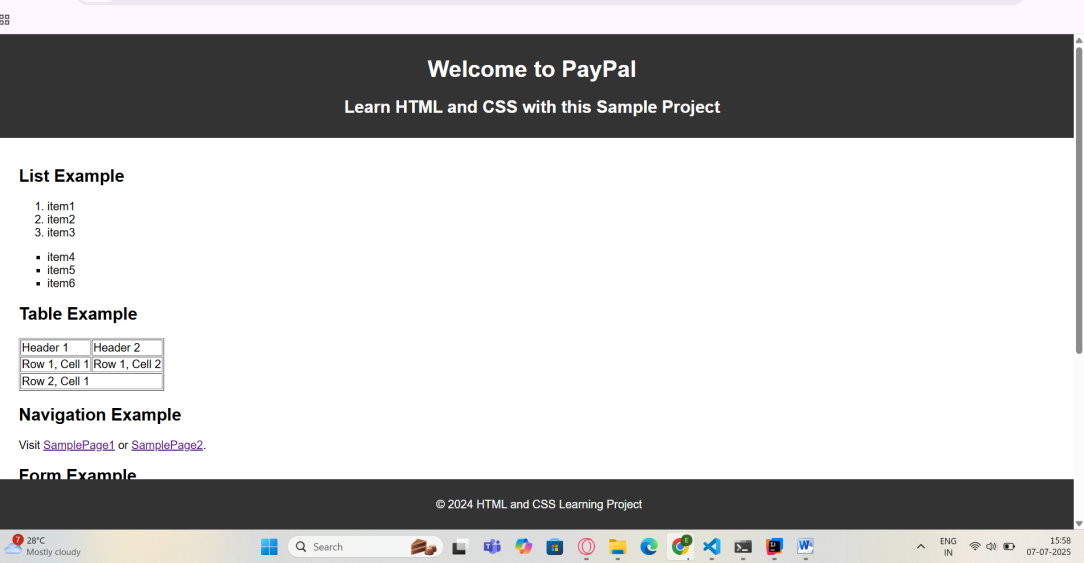 Welcome to PayPal
Learn HTML and CSS with this Sample Project
List Example
1. item1
2. item2
3. item3
▪ item4
▪ item5
▪ item6
Table Example
Header 1 Header 2
Row 1, Cell 1 Row 1, Cell 2
Row 2, Cell 1
Navigation Example
Visit SamplePage1 or SamplePage2.
Form Example
© 2024 HTML and CSS Learning Project
7
28°C
Mostly cloudy
Search
E
ENG
IN
15:58
07-07-2025